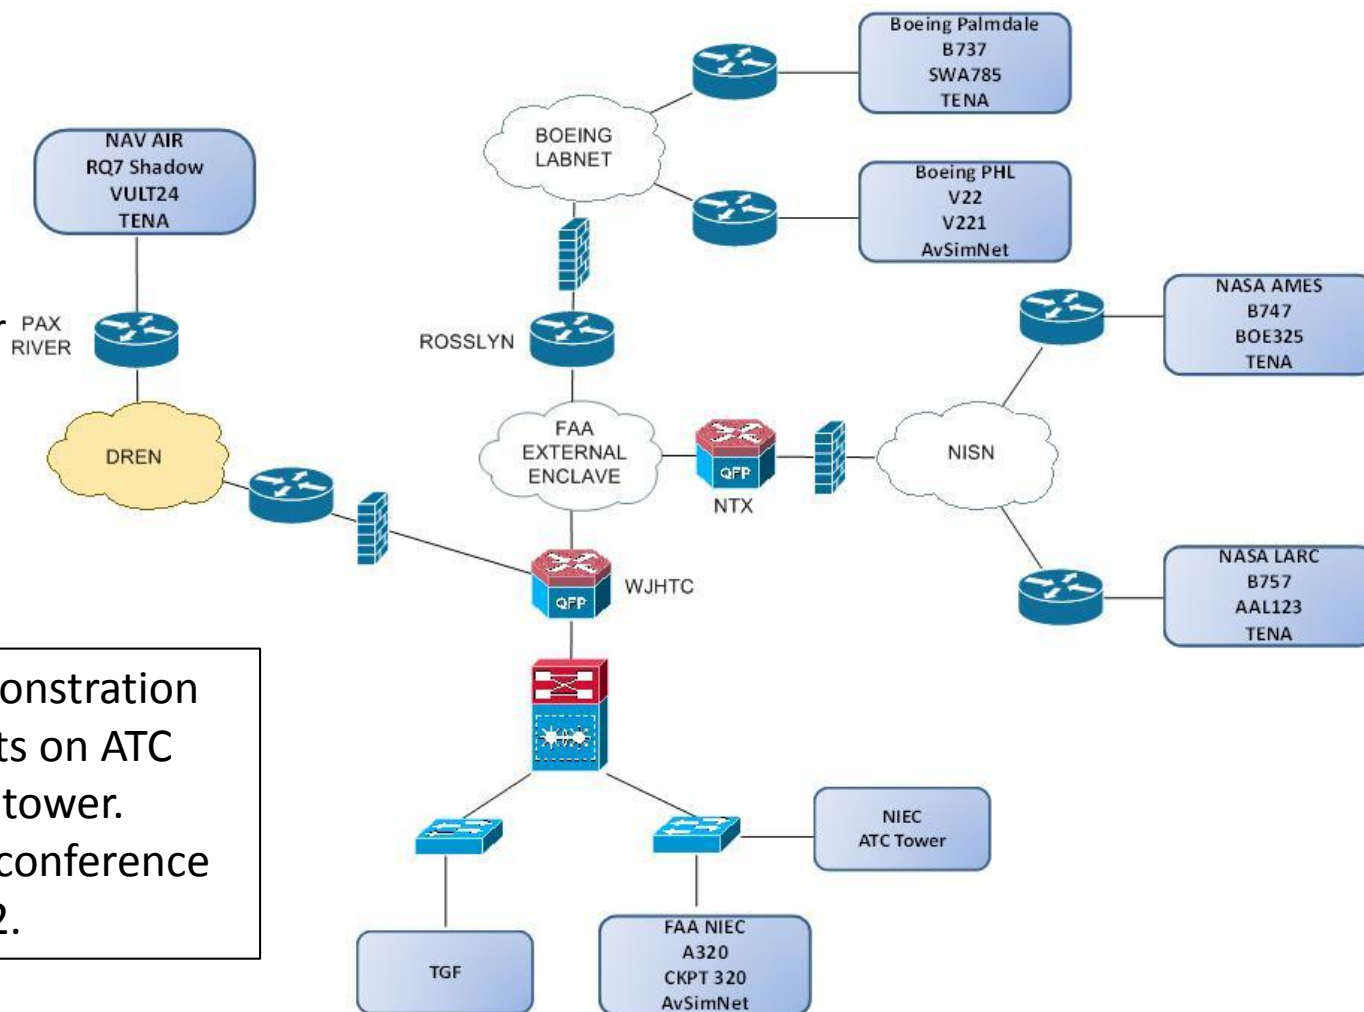 Boeing Palmdale
B737
SWA785
TENA
BOEING
LABNET
NAV AIR
RQ7 Shadow
VULT24
TENA
Boeing PHL
V22
V221
AvSimNet
NASA AMES
B747
BOE325
TENA
r
PAX
RIVER
ROSSLYN
FAA
EXTERNAL
ENCLAVE
DREN
QFP
NTX
NISN
QFP
WJHTC
NASA LARC
B757
AAL123
TENA
onstration
ts on ATC
tower.
conference
2.
NIEC
ATC Tower
TGF
FAA NIEC
A320
CKPT 320
AvSimNet